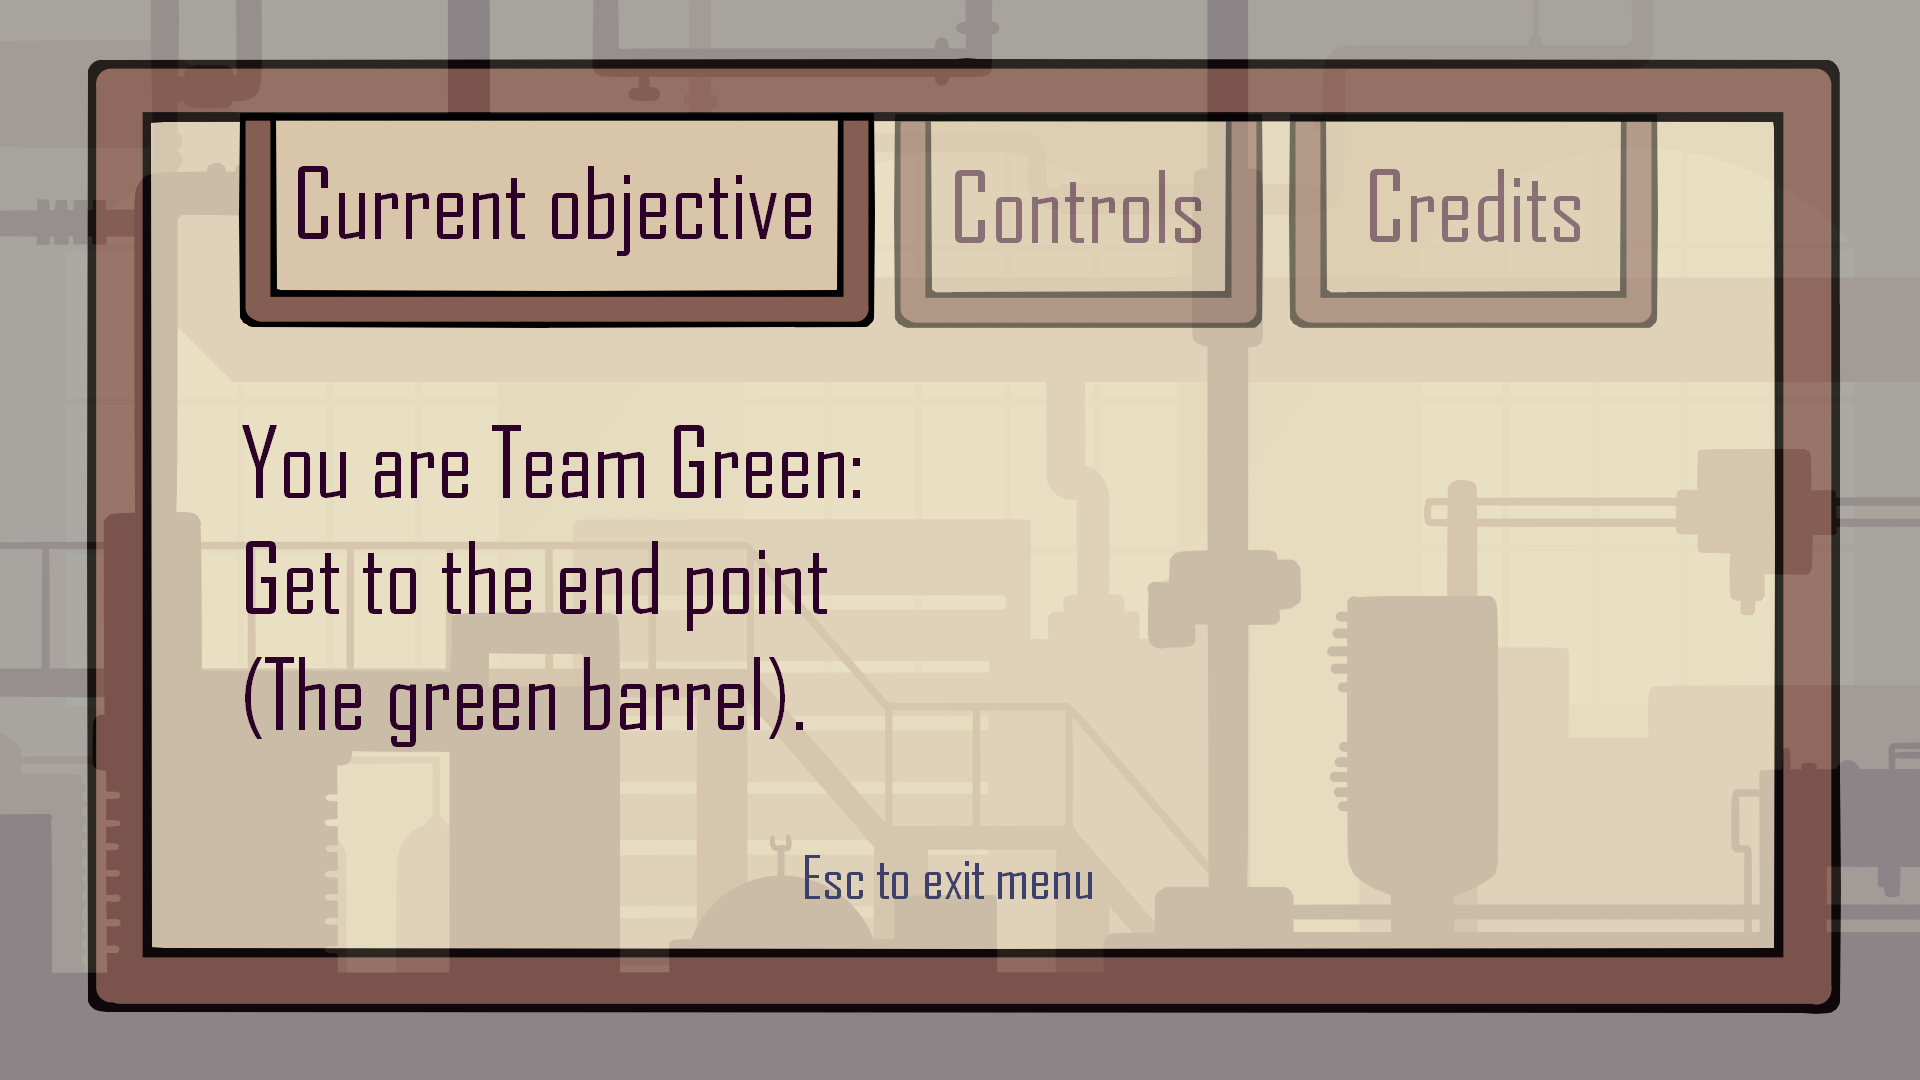 Current objective
Controls
Credits
You are Team Green:
Get to the end point
(The green barrel).
Esc to exit menu